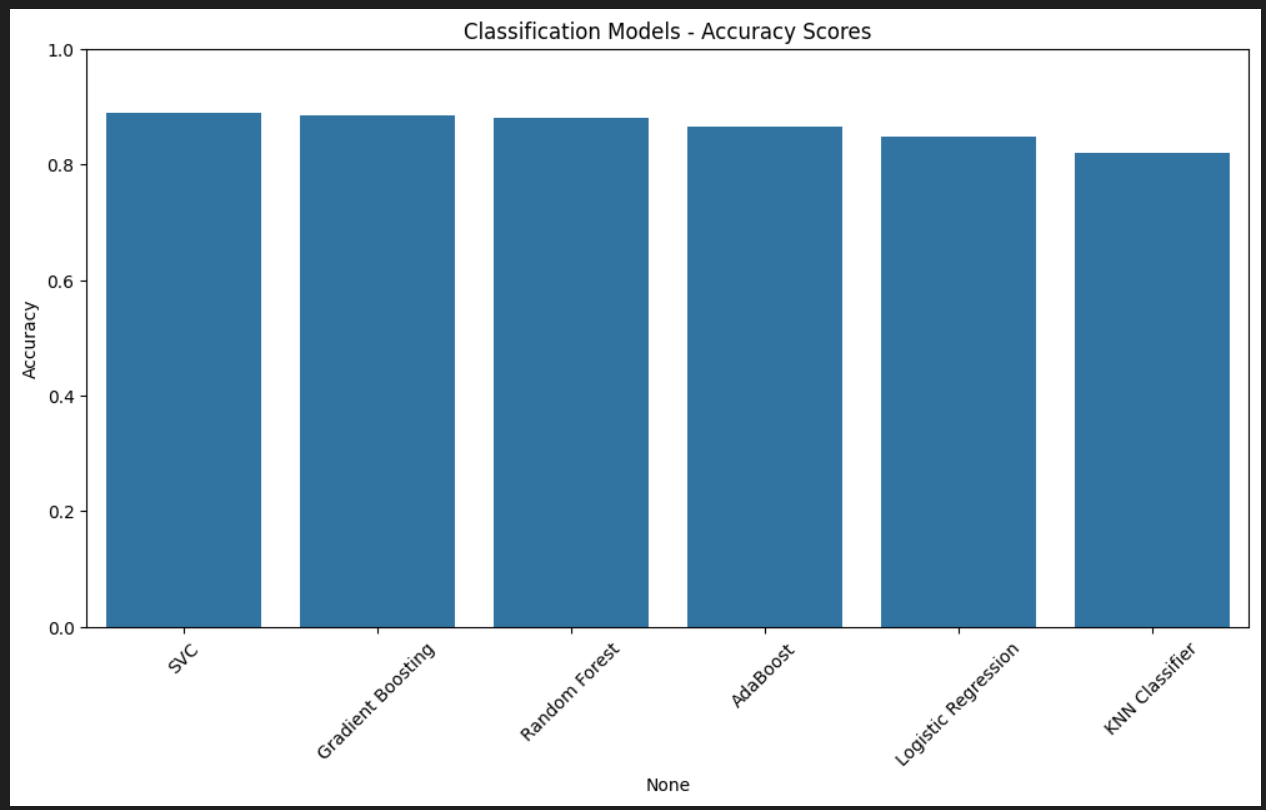 Classification Models - Accuracy Scores
1.0
0.8
0.6
0.4
0.2
0.0
Accuracy
SVC
Gradient Boosting
Random Forest
AdaBoost
Logistic Regression
KNN Classifier
None